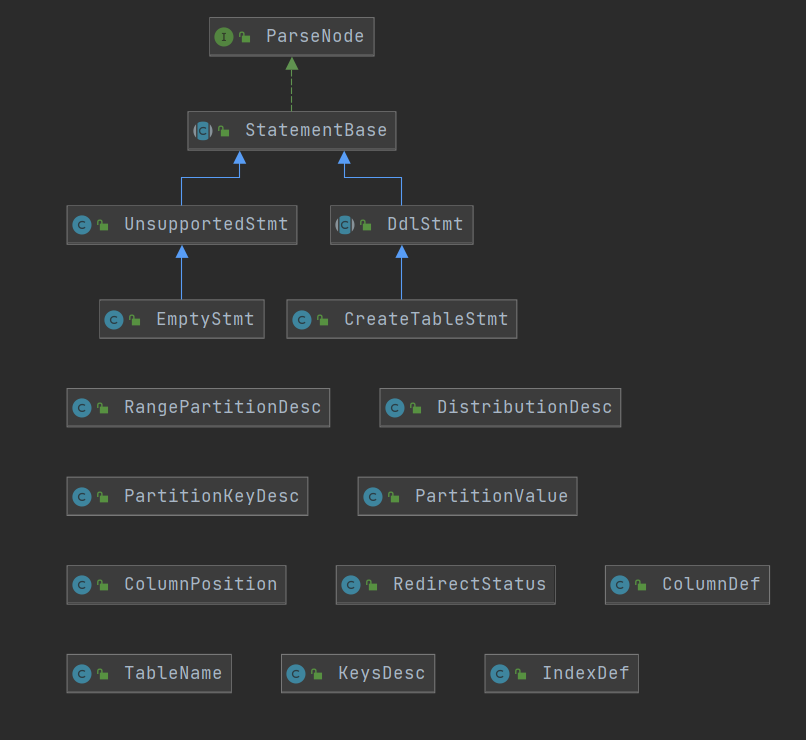 I ParseNode
C StatementBase
C UnsupportedStmt
C DdlStmt
C EmptyStmt
C CreateTableStmt
C RangePartitionDesc
C DistributionDesc
C PartitionKeyDesc
C PartitionValue
C ColumnPosition
C RedirectStatus
C ColumnDef
C TableName
C KeysDesc
C IndexDef